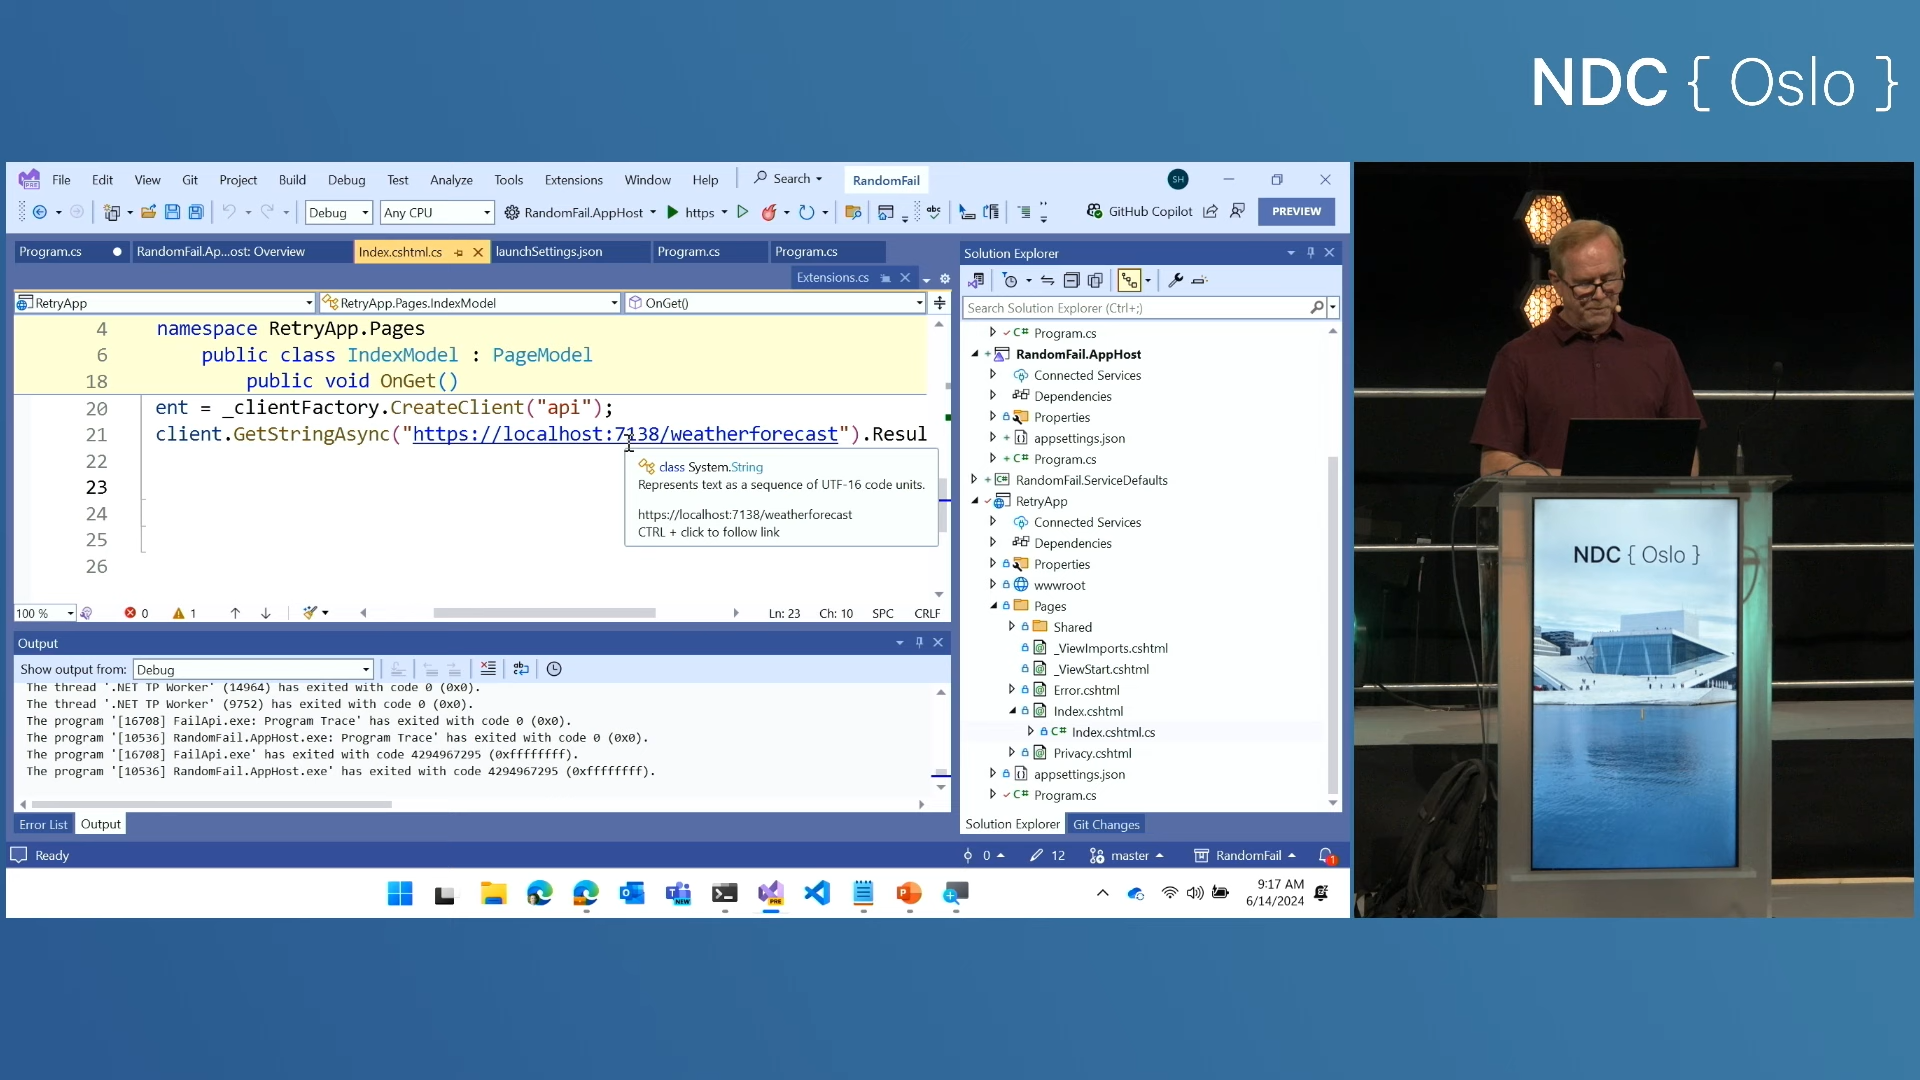 NDC { Oslo }
File Edit View Git Project Build Debug Test Analyze Tools Extensions Window Help Search RandomFail SH
Debug Any CPU RandomFail.AppHost https GitHub Copilot PREVIEW
Program.cs RandomFail.Ap...ost: Overview Index.cshtml.cs launchSettings.json Program.cs Program.cs
Extensions.cs
RetryApp RetryApp.Pages.IndexModel OnGet()
4 namespace RetryApp.Pages
6 public class IndexModel : PageModel
18 public void OnGet()
20 ent = _clientFactory.CreateClient("api");
21 client.GetStringAsync("https://localhost:7138/weatherforecast").Resul
22
23
24
25
26
class System.String
Represents text as a sequence of UTF-16 code units.
https://localhost:7138/weatherforecast
CTRL + click to follow link
100 % 0 1 Ln: 23 Ch: 10 SPC CRLF
Output
Show output from: Debug
The thread '.NET TP Worker' (14964) has exited with code 0 (0x0).
The thread '.NET TP Worker' (9752) has exited with code 0 (0x0).
The program '[16708] FailApi.exe: Program Trace' has exited with code 0 (0x0).
The program '[10536] RandomFail.AppHost.exe: Program Trace' has exited with code 0 (0x0).
The program '[16708] FailApi.exe' has exited with code 4294967295 (0xffffffff).
The program '[10536] RandomFail.AppHost.exe' has exited with code 4294967295 (0xffffffff).
Error List Output
Solution Explorer
Search Solution Explorer (Ctrl+;)
C# Program.cs
RandomFail.AppHost
Connected Services
Dependencies
Properties
appsettings.json
C# Program.cs
RandomFail.ServiceDefaults
RetryApp
Connected Services
Dependencies
Properties
wwwroot
Pages
Shared
_ViewImports.cshtml
_ViewStart.cshtml
Error.cshtml
Index.cshtml
C# Index.cshtml.cs
Privacy.cshtml
appsettings.json
C# Program.cs
Solution Explorer Git Changes
Ready 0 12 master RandomFail 1
9:17 AM
6/14/2024
NDC { Oslo }